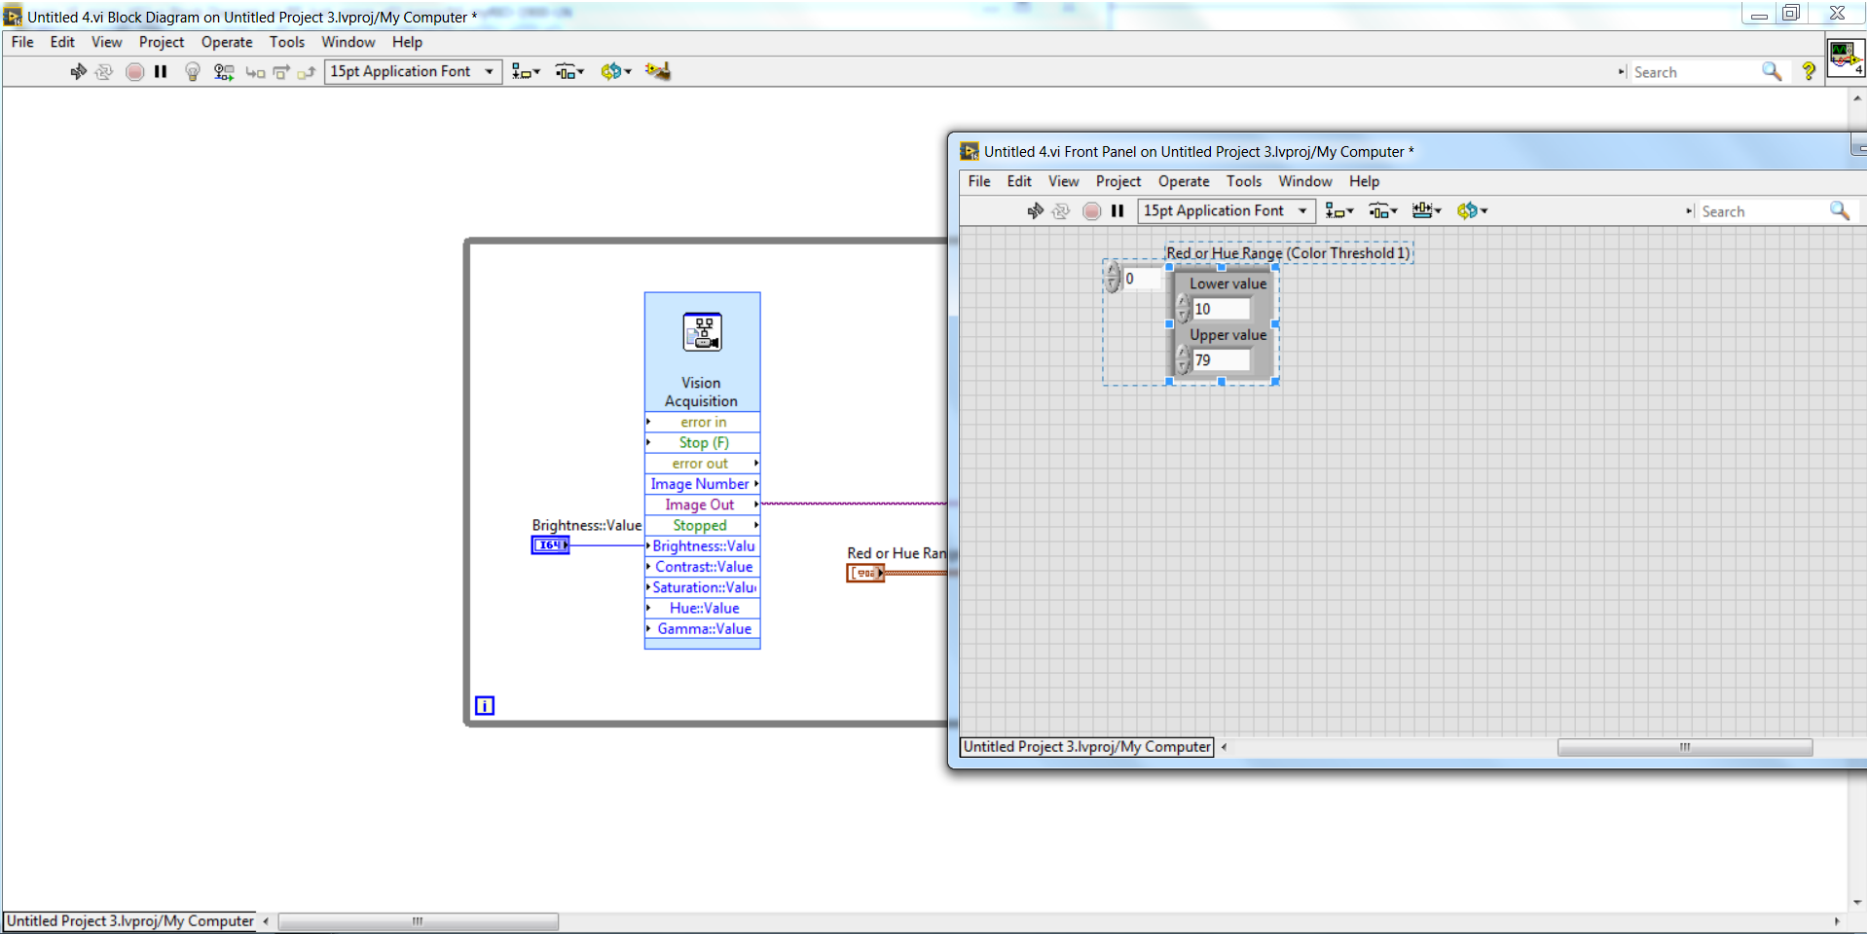 Untitled 4.vi Block Diagram on Untitled Project 3.lvproj/My Computer *
File Edit View Project Operate Tools Window Help
15pt Application Font
Search
4
Untitled 4.vi Front Panel on Untitled Project 3.lvproj/My Computer *
File Edit View Project Operate Tools Window Help
15pt Application Font
Search
Red or Hue Range (Color Threshold 1)
0
Lower value
10
Upper value
79
Untitled Project 3.lvproj/My Computer
Vision
Acquisition
error in
Stop (F)
error out
Image Number
Image Out
Stopped
Brightness::Valu
Contrast::Value
Saturation::Valu
Hue::Value
Gamma::Value
Brightness::Value
I64
Red or Hue Ran
i
Untitled Project 3.lvproj/My Computer